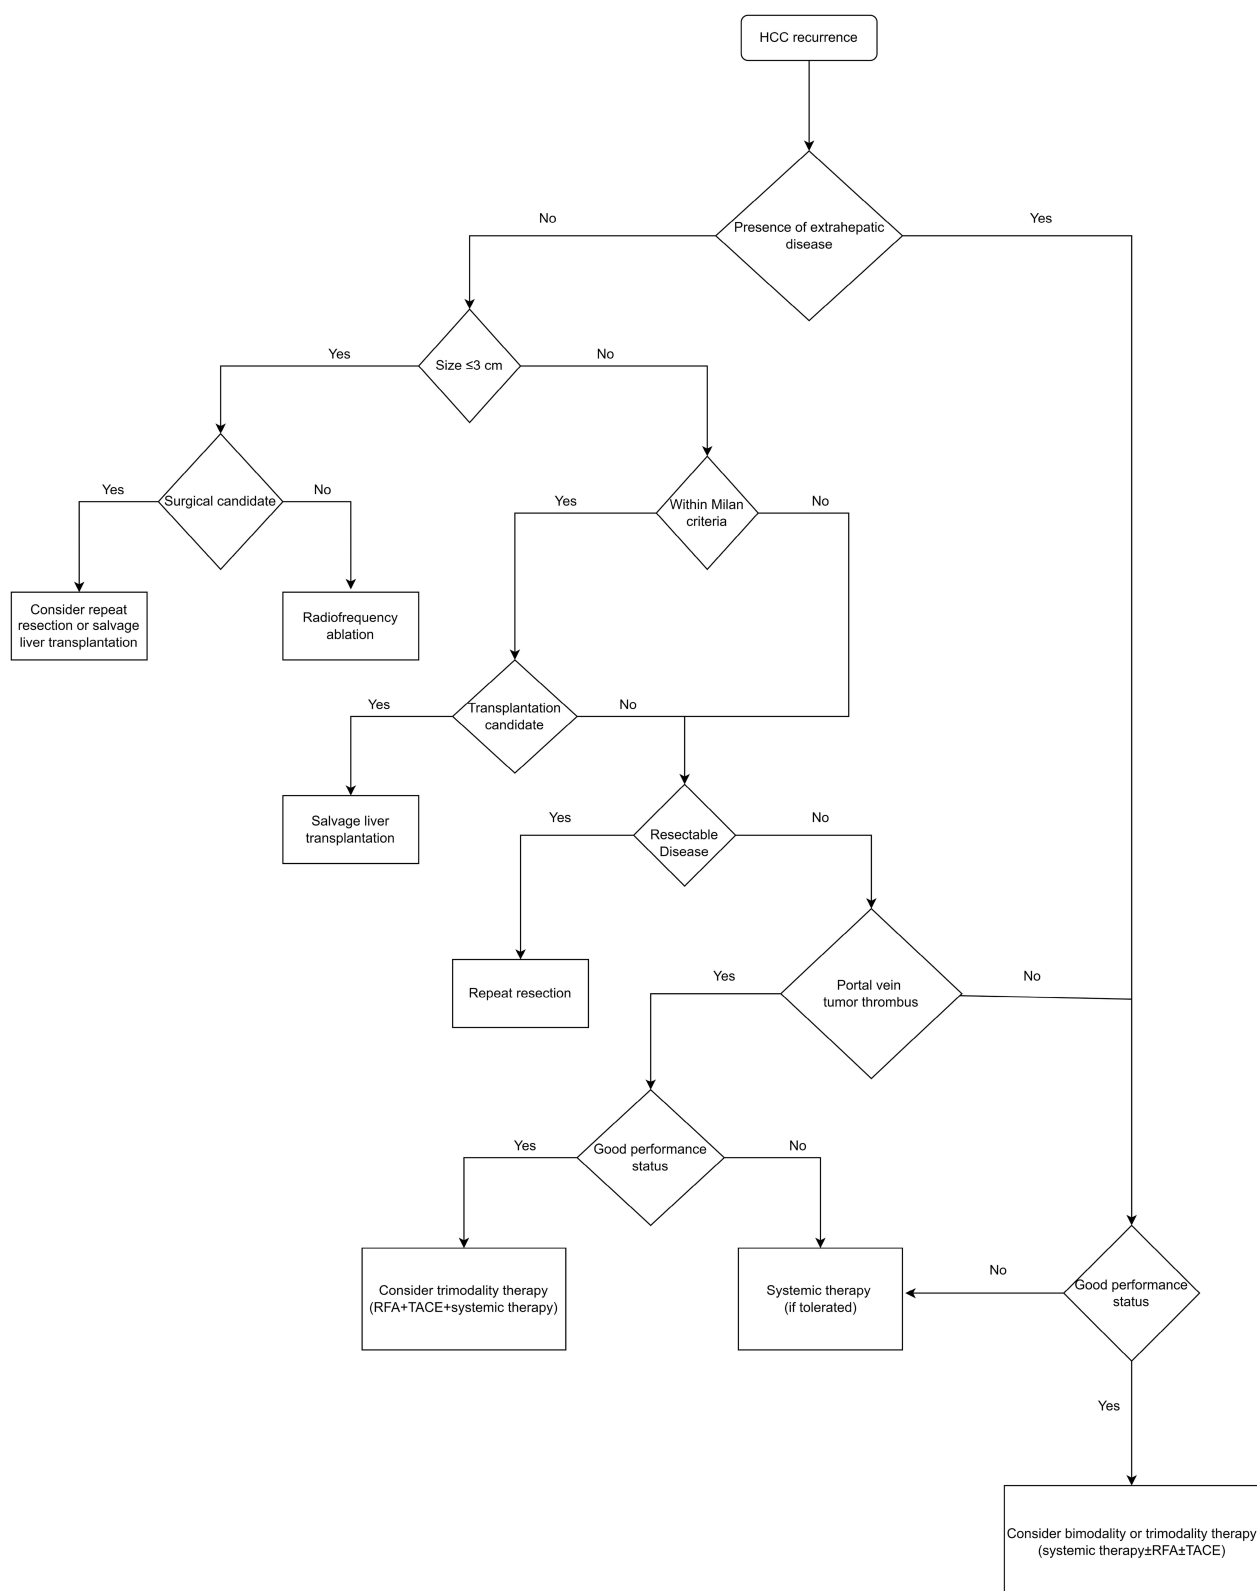 HCC recurrence
Presence of extrahepatic
disease
No
Yes
Size ≤3 cm
Yes
No
Surgical candidate
Yes
No
Within Milan
criteria
Yes
No
Consider repeat
resection or salvage
liver transplantation
Radiofrequency
ablation
Transplantation
candidate
Yes
No
Salvage liver
transplantation
Resectable
Disease
Yes
No
Repeat resection
Portal vein
tumor thrombus
Yes
No
Good performance
status
Yes
No
Consider trimodality therapy
(RFA+TACE+systemic therapy)
Systemic therapy
(if tolerated)
No
Good performance
status
Yes
Consider bimodality or trimodality therapy
(systemic therapy±RFA±TACE)